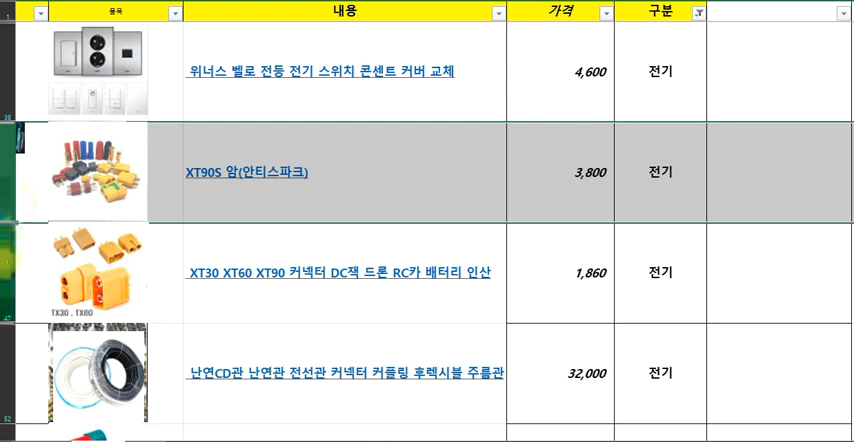 1 품목 내용 가격 구분
38 위너스 벨로 전등 전기 스위치 콘센트 커버 교체 4,600 전기
XT90S 암(안티스파크) 3,800 전기
XT30 XT60 XT90 커넥터 DC잭 드론 RC카 배터리 인산 1,860 전기
TX30 . TX60
47
난연CD관 난연관 전선관 커넥터 커플링 후렉시블 주름관 32,000 전기
52